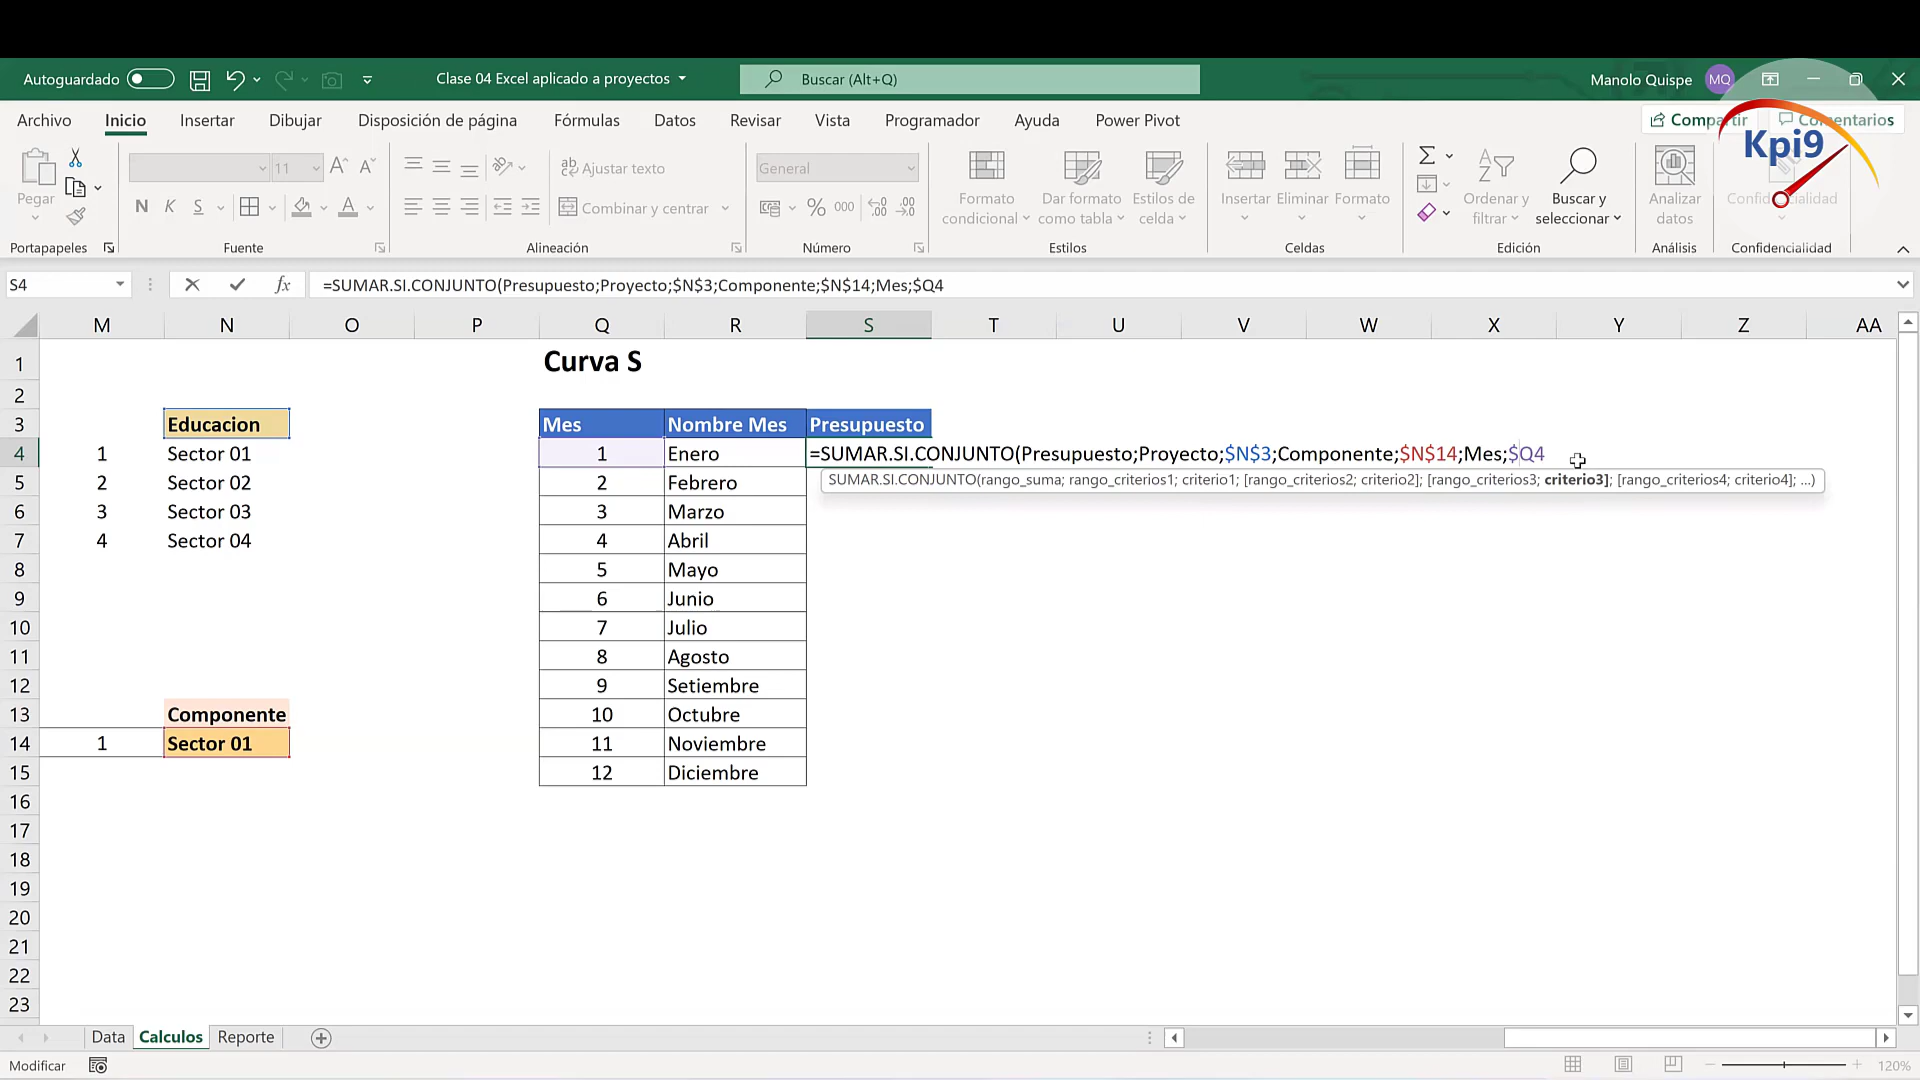 Autoguardado
Clase 04 Excel aplicado a proyectos
Buscar (Alt+Q)
Manolo Quispe
MQ
Archivo Inicio Insertar Dibujar Disposición de página Fórmulas Datos Revisar Vista Programador Ayuda Power Pivot
Compartir
Comentarios
Kpi9
Pegar
Portapapeles
11
A A
N K S A
Fuente
ab Ajustar texto
Combinar y centrar
Alineación
General
% 000
Número
Formato condicional
Dar formato como tabla
Estilos de celda
Estilos
Insertar Eliminar Formato
Celdas
Ordenar y filtrar
Buscar y seleccionar
Edición
Analizar datos
Análisis
Confidencialidad
Confidencialidad
S4
fx
=SUMAR.SI.CONJUNTO(Presupuesto;Proyecto;$N$3;Componente;$N$14;Mes;$Q4
M N O P Q R S T U V W X Y Z AA
1 Curva S
2
3 Educacion Mes Nombre Mes Presupuesto
4 1 Sector 01 1 Enero =SUMAR.SI.CONJUNTO(Presupuesto;Proyecto;$N$3;Componente;$N$14;Mes;$Q4
SUMAR.SI.CONJUNTO(rango_suma; rango_criterios1; criterio1; [rango_criterios2; criterio2]; [rango_criterios3; criterio3]; [rango_criterios4; criterio4]; ...)
5 2 Sector 02 2 Febrero
6 3 Sector 03 3 Marzo
7 4 Sector 04 4 Abril
8 5 Mayo
9 6 Junio
10 7 Julio
11 8 Agosto
12 9 Setiembre
13 Componente 10 Octubre
14 1 Sector 01 11 Noviembre
15 12 Diciembre
16
17
18
19
20
21
22
23
Data Calculos Reporte
Modificar
120%